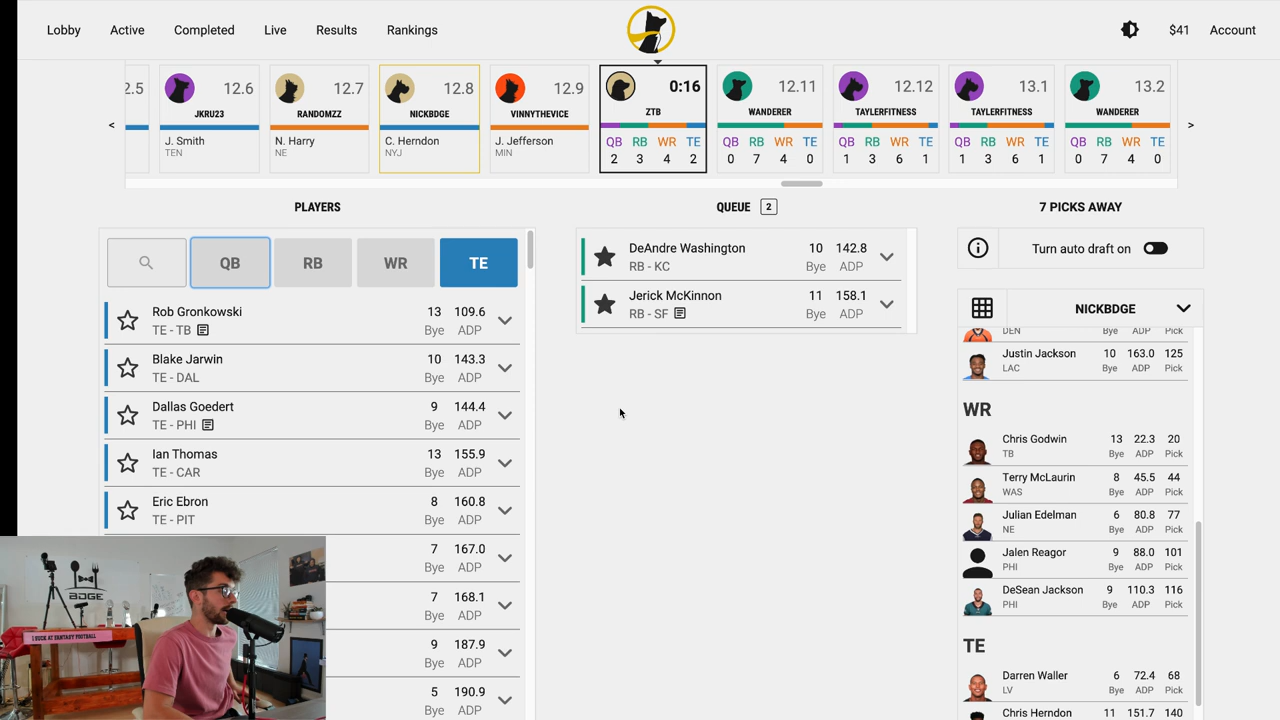 Lobby Active Completed Live Results Rankings $41 Account
2.5 12.6 12.7 12.8 12.9 0:16 12.11 12.12 13.1 13.2
JKRU23 RANDOMZZ NICKBDGE VINNYTHEVICE ZTB WANDERER TAYLERFITNESS TAYLERFITNESS WANDERER
< J. Smith N. Harry C. Herndon J. Jefferson QB RB WR TE QB RB WR TE QB RB WR TE QB RB WR TE QB RB WR TE >
TEN NE NYJ MIN 2 3 4 2 0 7 4 0 1 3 6 1 1 3 6 1 0 7 4 0
PLAYERS
QB RB WR TE
Rob Gronkowski 13 109.6
TE - TB Bye ADP
Blake Jarwin 10 143.3
TE - DAL Bye ADP
Dallas Goedert 9 144.4
TE - PHI Bye ADP
Ian Thomas 13 155.9
TE - CAR Bye ADP
Eric Ebron 8 160.8
TE - PIT Bye ADP
7 167.0
Bye ADP
7 168.1
Bye ADP
9 187.9
Bye ADP
5 190.9
Bye ADP
QUEUE 2
DeAndre Washington 10 142.8
RB - KC Bye ADP
Jerick McKinnon 11 158.1
RB - SF Bye ADP
7 PICKS AWAY
Turn auto draft on
NICKBDGE
DEN Bye ADP Pick
Justin Jackson 10 163.0 125
LAC Bye ADP Pick
WR
Chris Godwin 13 22.3 20
TB Bye ADP Pick
Terry McLaurin 8 45.5 44
WAS Bye ADP Pick
Julian Edelman 6 80.8 77
NE Bye ADP Pick
Jalen Reagor 9 88.0 101
PHI Bye ADP Pick
DeSean Jackson 9 110.3 116
PHI Bye ADP Pick
TE
Darren Waller 6 72.4 68
LV Bye ADP Pick
Chris Herndon 11 151.7 140
BDGE
I SUCK AT FANTASY FOOTBALL